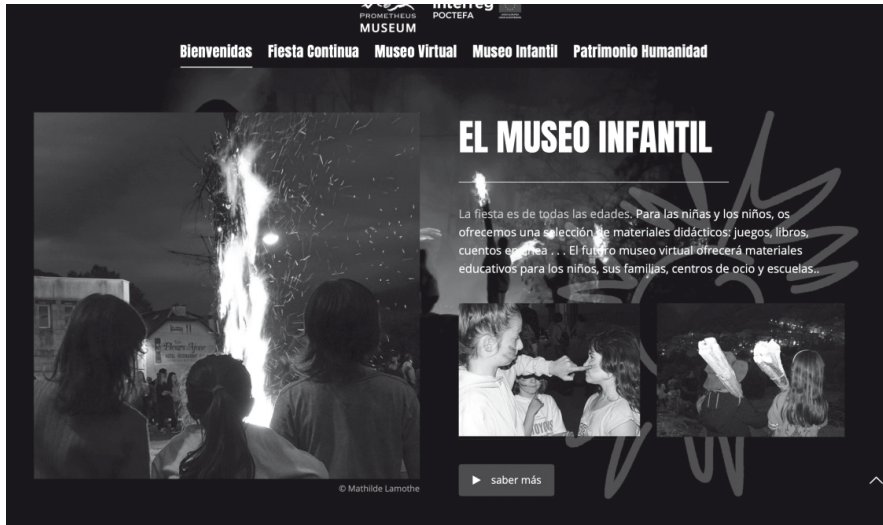 PROMETHEUS
MUSEUM
Interreg
POCTEFA
Bienvenidas Fiesta Continua Museo Virtual Museo Infantil Patrimonio Humanidad
EL MUSEO INFANTIL
La fiesta es de todas las edades. Para las niñas y los niños, os
ofrecemos una selección de materiales didácticos: juegos, libros,
cuentos en línea . . . El futuro museo virtual ofrecerá materiales
educativos para los niños, sus familias, centros de ocio y escuelas..
saber más
© Mathilde Lamothe